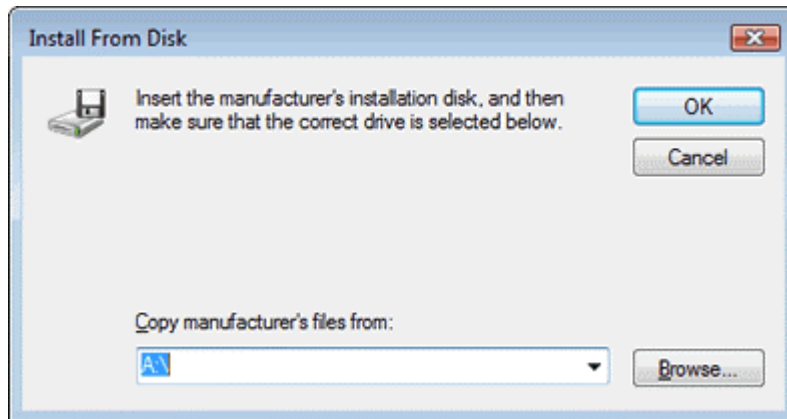 Install From Disk
Insert the manufacturer's installation disk, and then
make sure that the correct drive is selected below.
OK
Cancel
Copy manufacturer's files from:
A:\
Browse...